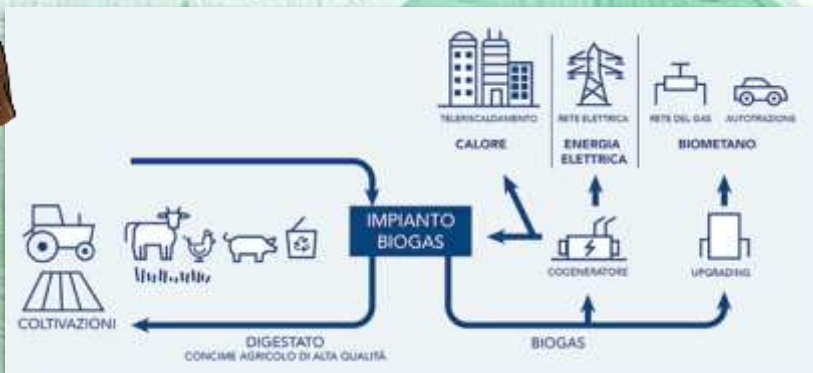 TELERISCALDAMENTO
CALORE
RETE ELETTRICA
ENERGIA
ELETTRICA
RETE DEL GAS
AUTOTRAZIONE
BIOMETANO
IMPIANTO
BIOGAS
COGENERATORE
UPGRADING
COLTIVAZIONI
DIGESTATO
CONCIME AGRICOLO DI ALTA QUALITÀ
BIOGAS